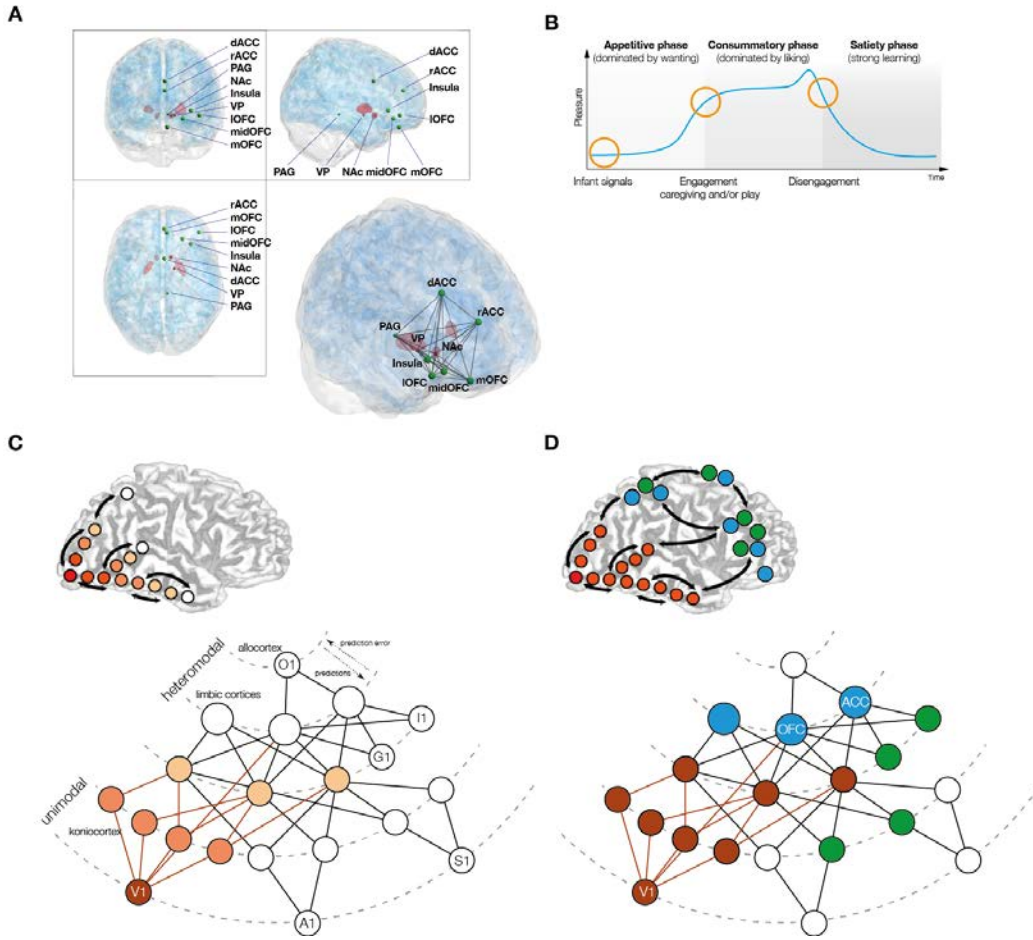 A
dACC
rACC
PAG
NAc
Insula
VP
lOFC
midOFC
mOFC
dACC
rACC
Insula
lOFC
PAG VP NAc midOFC mOFC
rACC
mOFC
lOFC
midOFC
Insula
NAc
dACC
VP
PAG
dACC
rACC
PAG
VP
NAc
Insula
lOFC
midOFC
mOFC
B
Appetitive phase Consummatory phase Satiety phase
(dominated by wanting) (dominated by liking) (strong learning)
Pleasure
Time
Infant signals Engagement Disengagement
caregiving and/or play
C
heteromodal
allocortex
prediction error
predictions
O1
limbic cortices
I1
G1
unimodal
koniocortex
V1
S1
A1
D
ACC
OFC
V1